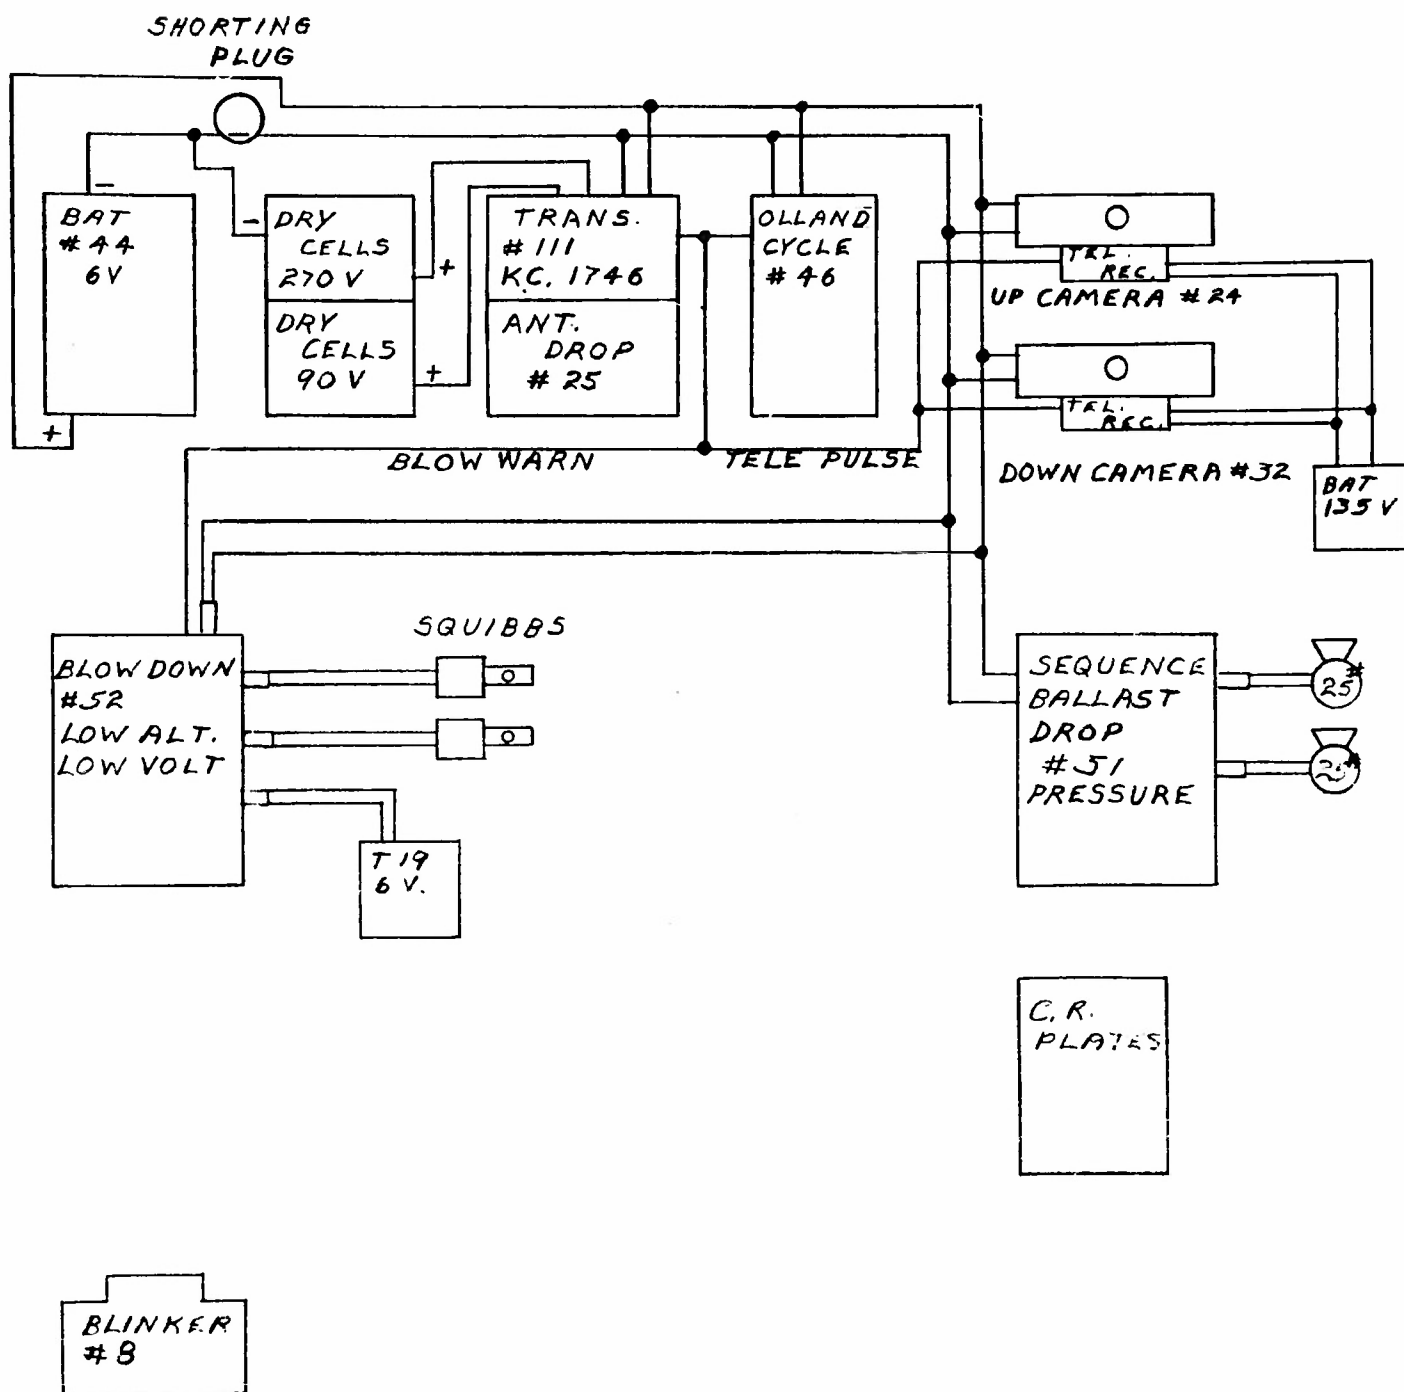 SHORTING
PLUG
BAT
# 44
6V
DRY
CELLS
270 V
DRY
CELLS
90 V
TRANS.
# 111
K.C. 1746
ANT.
DROP
# 25
OLLAND
CYCLE
# 46
TEL.
REC.
UP CAMERA # 24
TEL.
REC.
DOWN CAMERA #32
BAT
135 V
BLOW WARN
TELE PULSE
SQUIBBS
BLOW DOWN
#52
LOW ALT.
LOW VOLT
T 19
6 V.
SEQUENCE
BALLAST
DROP
# 51
PRESSURE
25#
C. R.
PLATES
BLINKER
# 8